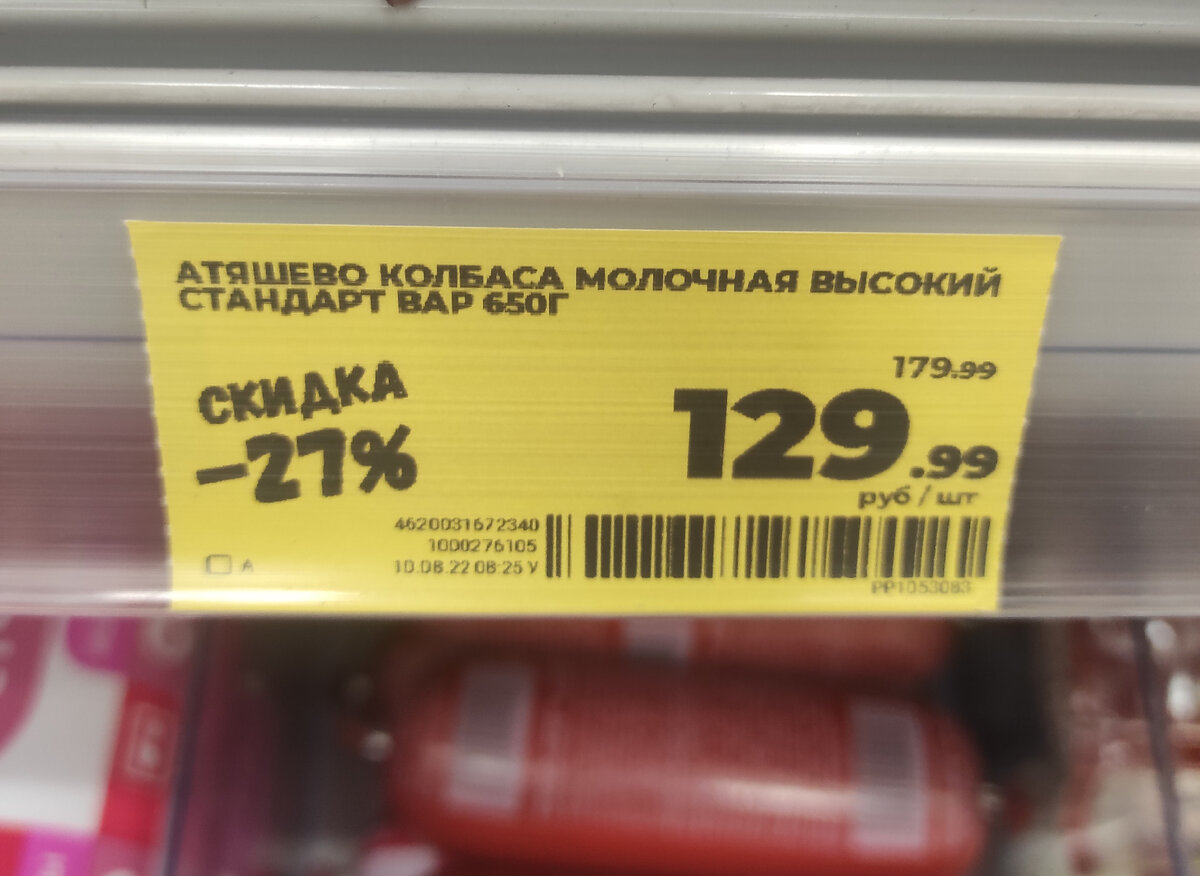 АТЯШЕВО КОЛБАСА МОЛОЧНАЯ ВЫСОКИЙ
СТАНДАРТ ВАР 650Г
СКИДКА
-27%
179.99
129.99
руб / шт
4620031672340
1000276105
10.08.22 08:25 V
А
PP1053083